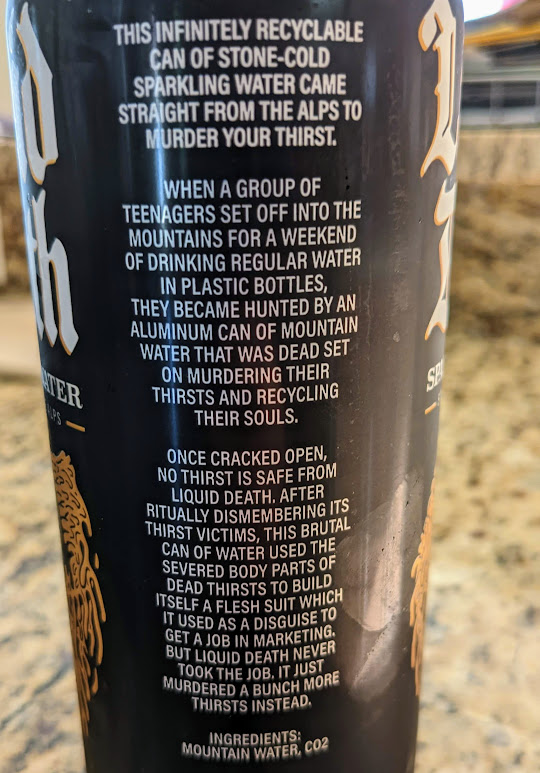 THIS INFINITELY RECYCLABLE
CAN OF STONE-COLD
SPARKLING WATER CAME
STRAIGHT FROM THE ALPS TO
MURDER YOUR THIRST.
WHEN A GROUP OF
TEENAGERS SET OFF INTO THE
MOUNTAINS FOR A WEEKEND
OF DRINKING REGULAR WATER
IN PLASTIC BOTTLES,
THEY BECAME HUNTED BY AN
ALUMINUM CAN OF MOUNTAIN
WATER THAT WAS DEAD SET
ON MURDERING THEIR
THIRSTS AND RECYCLING
THEIR SOULS.
ONCE CRACKED OPEN,
NO THIRST IS SAFE FROM
LIQUID DEATH. AFTER
RITUALLY DISMEMBERING ITS
THIRST VICTIMS, THIS BRUTAL
CAN OF WATER USED THE
SEVERED BODY PARTS OF
DEAD THIRSTS TO BUILD
ITSELF A FLESH SUIT WHICH
IT USED AS A DISGUISE TO
GET A JOB IN MARKETING.
BUT LIQUID DEATH NEVER
TOOK THE JOB. IT JUST
MURDERED A BUNCH MORE
THIRSTS INSTEAD.
INGREDIENTS:
MOUNTAIN WATER, CO2